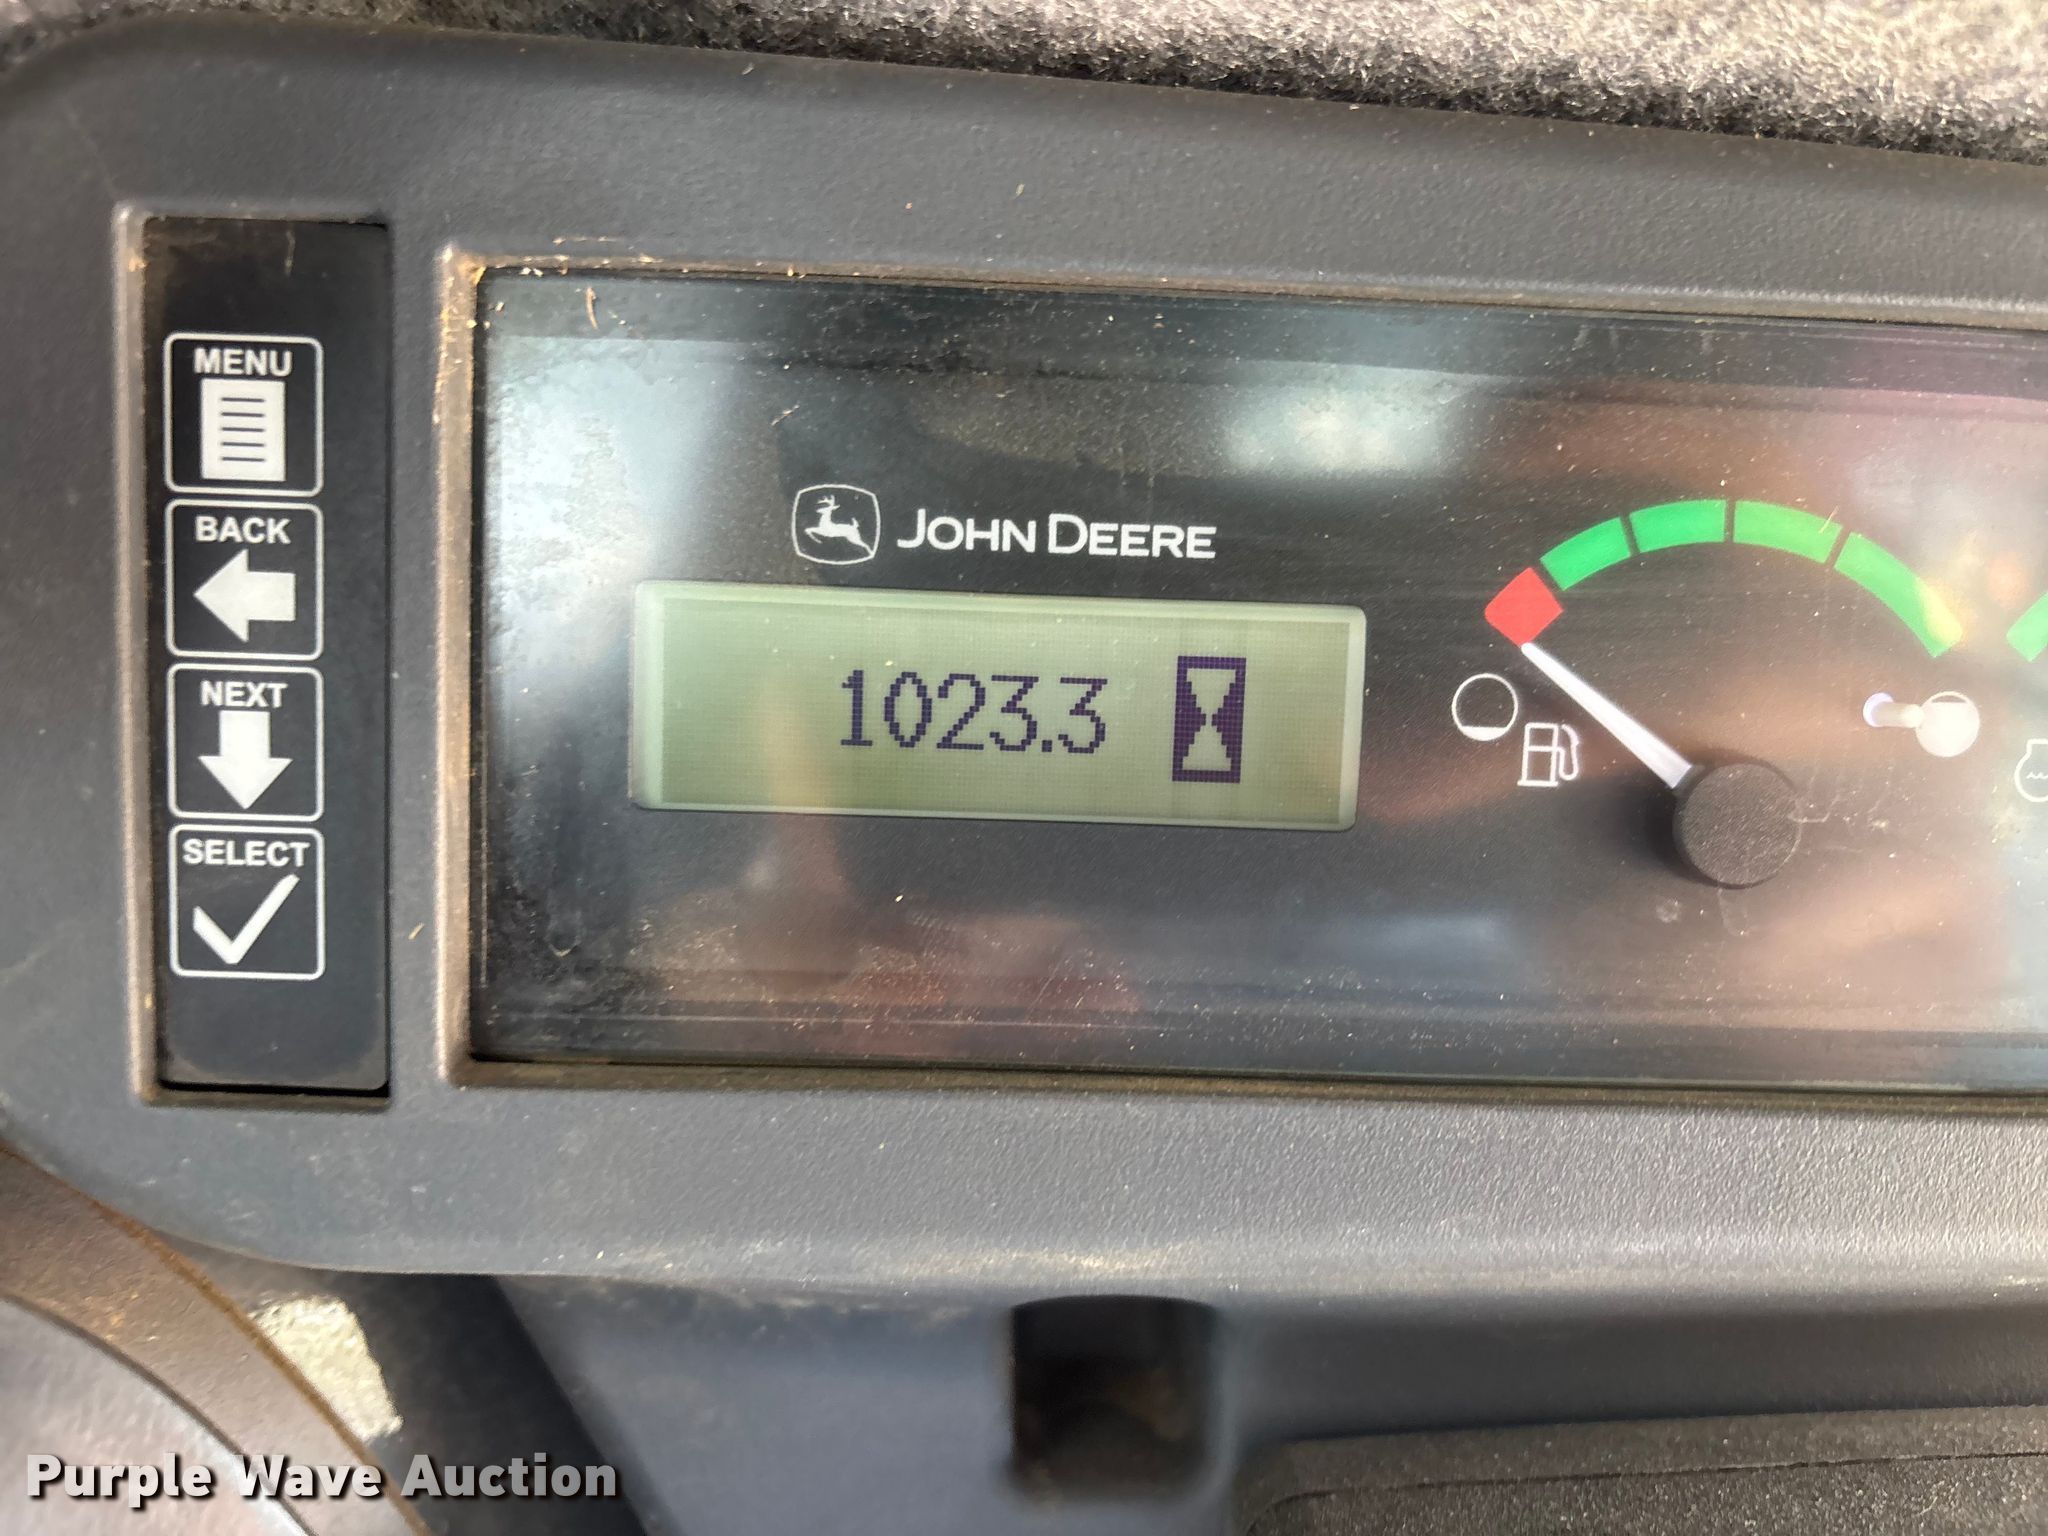 MENU
BACK
NEXT
SELECT
JOHN DEERE
1023.3
Purple Wave Auction